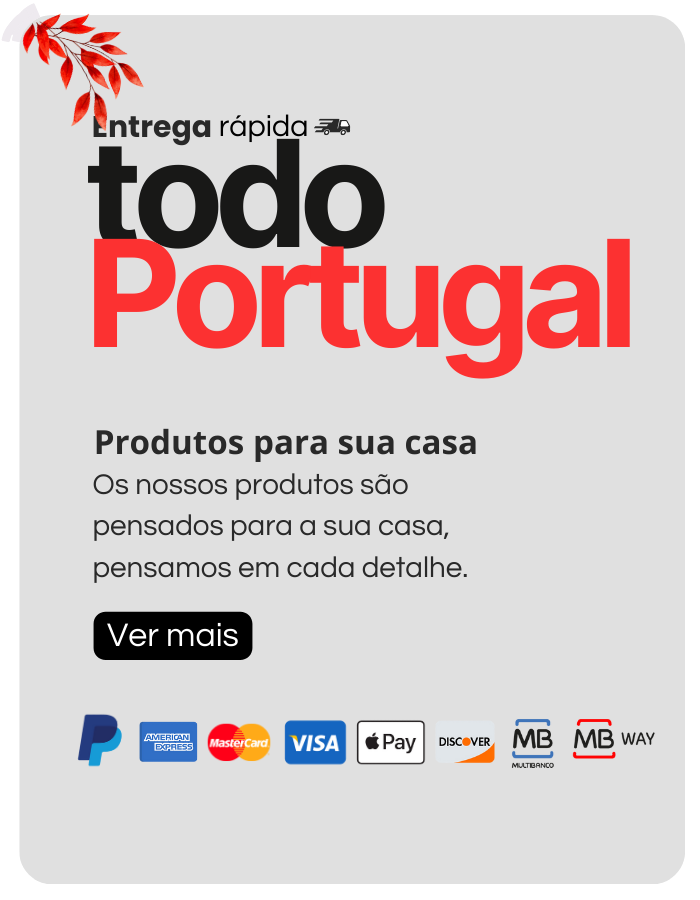 Entrega rápida
todo
Portugal
Produtos para sua casa
Os nossos produtos são
pensados para a sua casa,
pensamos em cada detalhe.
Ver mais
AMERICAN EXPRESS MasterCard VISA Pay DISCOVER MB MULTIBANCO MB WAY